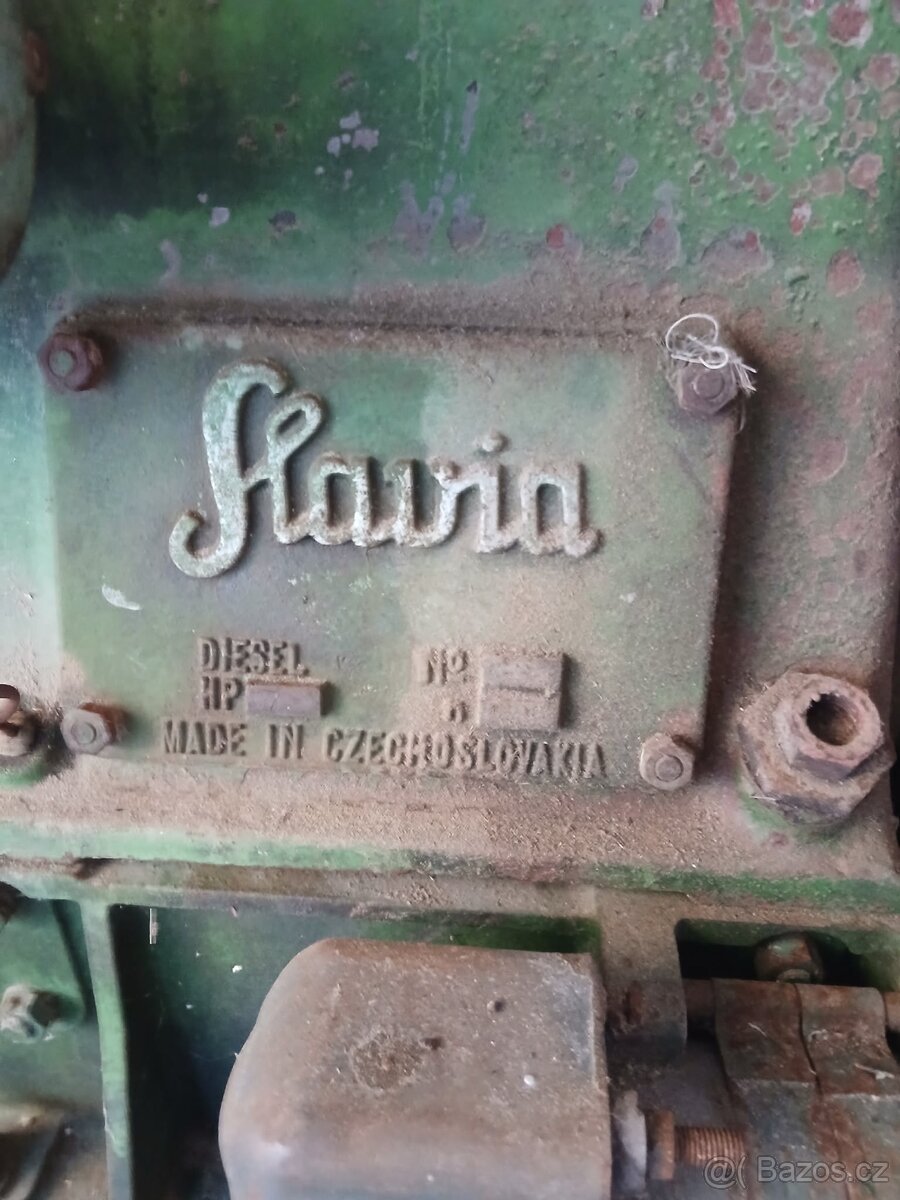 Slavia
DIESEL No.
HP n
MADE IN CZECHOSLOVAKIA
@( Bazos.cz